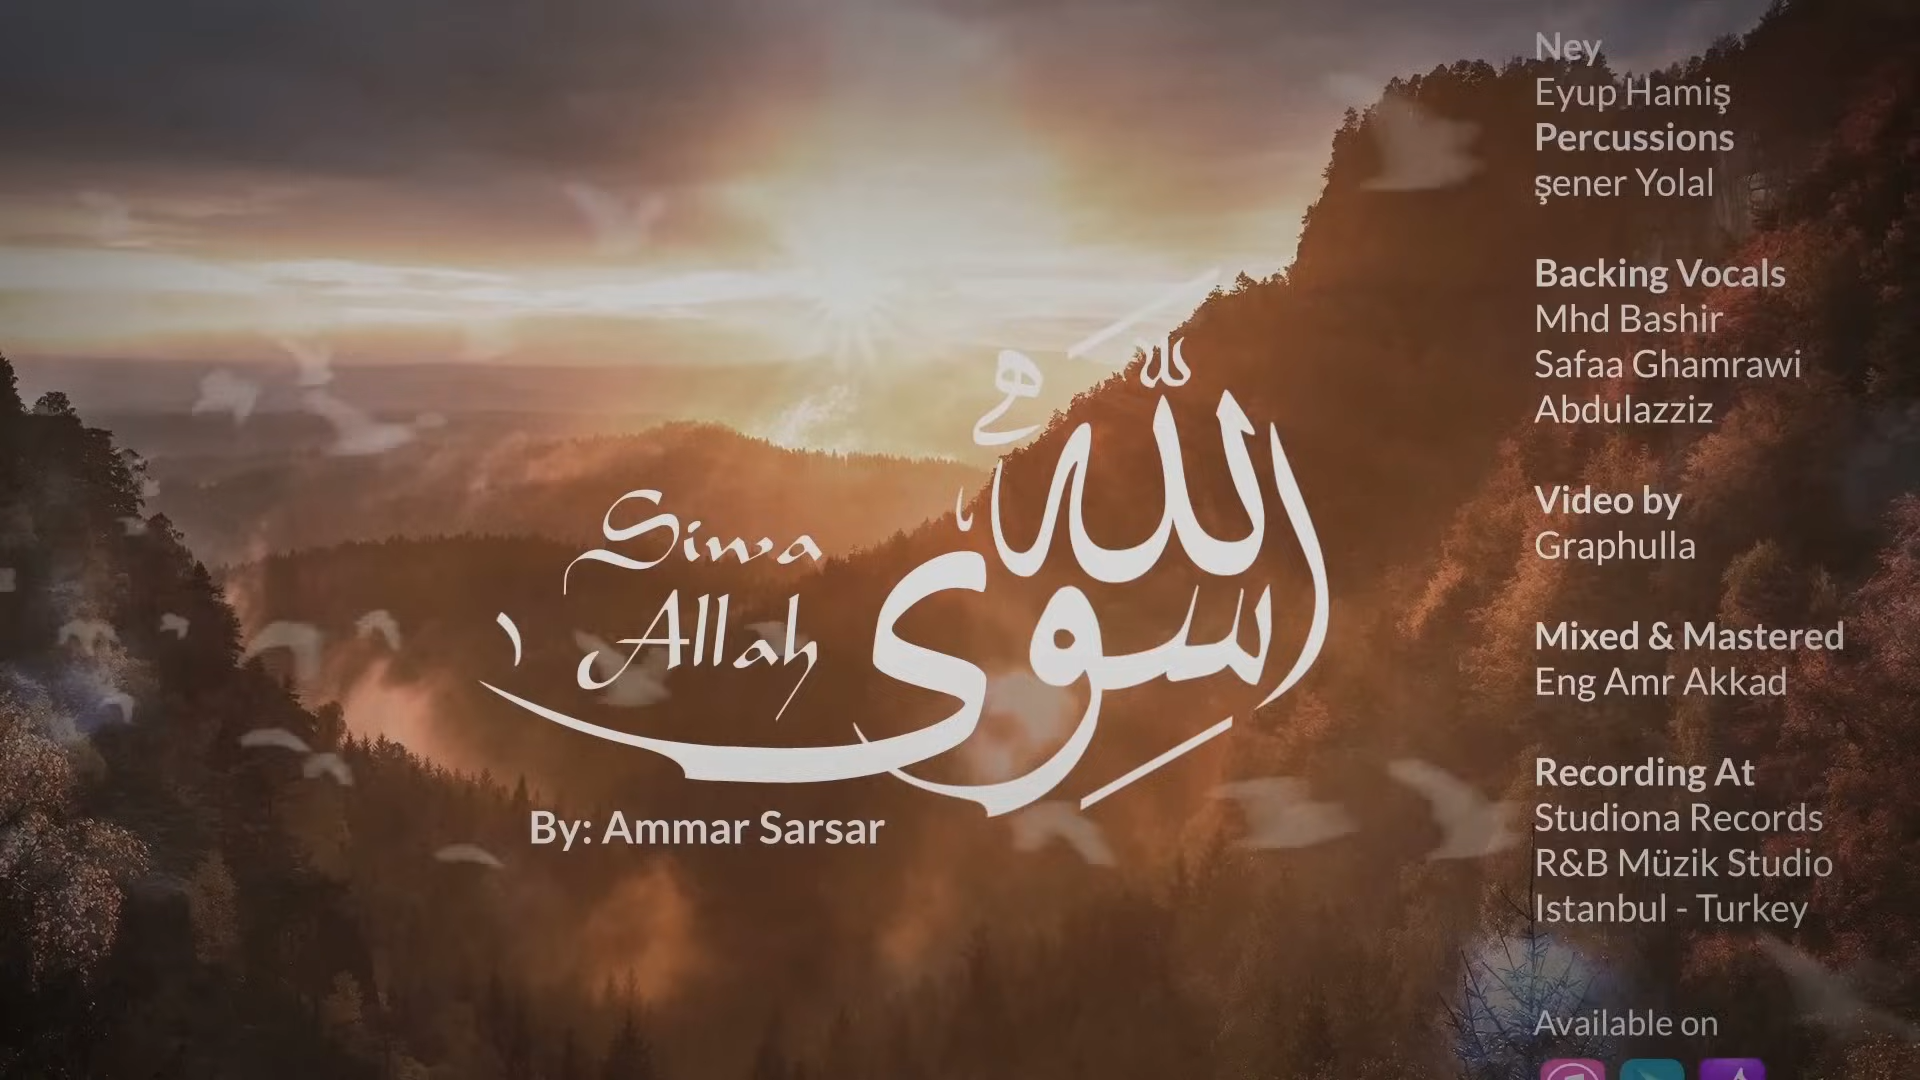 سِوَى اللهُ
Siwa
Allah
By: Ammar Sarsar
Ney
Eyup Hamiş
Percussions
şener Yolal
Backing Vocals
Mhd Bashir
Safaa Ghamrawi
Abdulazziz
Video by
Graphulla
Mixed & Mastered
Eng Amr Akkad
Recording At
Studiona Records
R&B Müzik Studio
Istanbul - Turkey
Available on